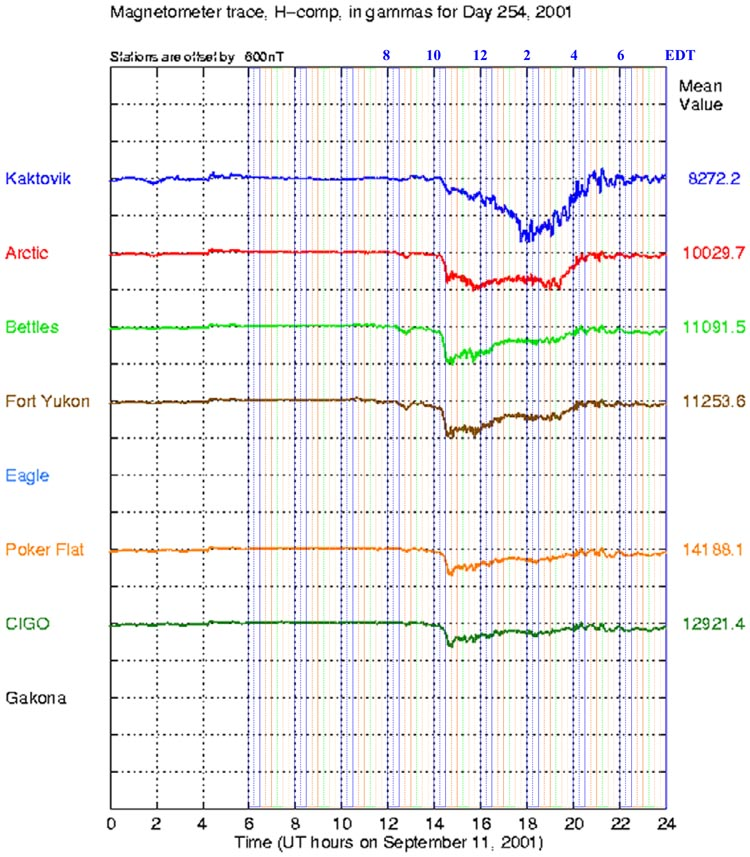 Magnetometer trace, H-comp, in gammas for Day 254, 2001
Stations are offset by 600nT 8 10 12 2 4 6 EDT
Mean
Value
Kaktovik 8272.2
Arctic 10029.7
Bettles 11091.5
Fort Yukon 11253.6
Eagle
Poker Flat 14188.1
CIGO 12921.4
Gakona
0 2 4 6 8 10 12 14 16 18 20 22 24
Time (UT hours on September 11, 2001)